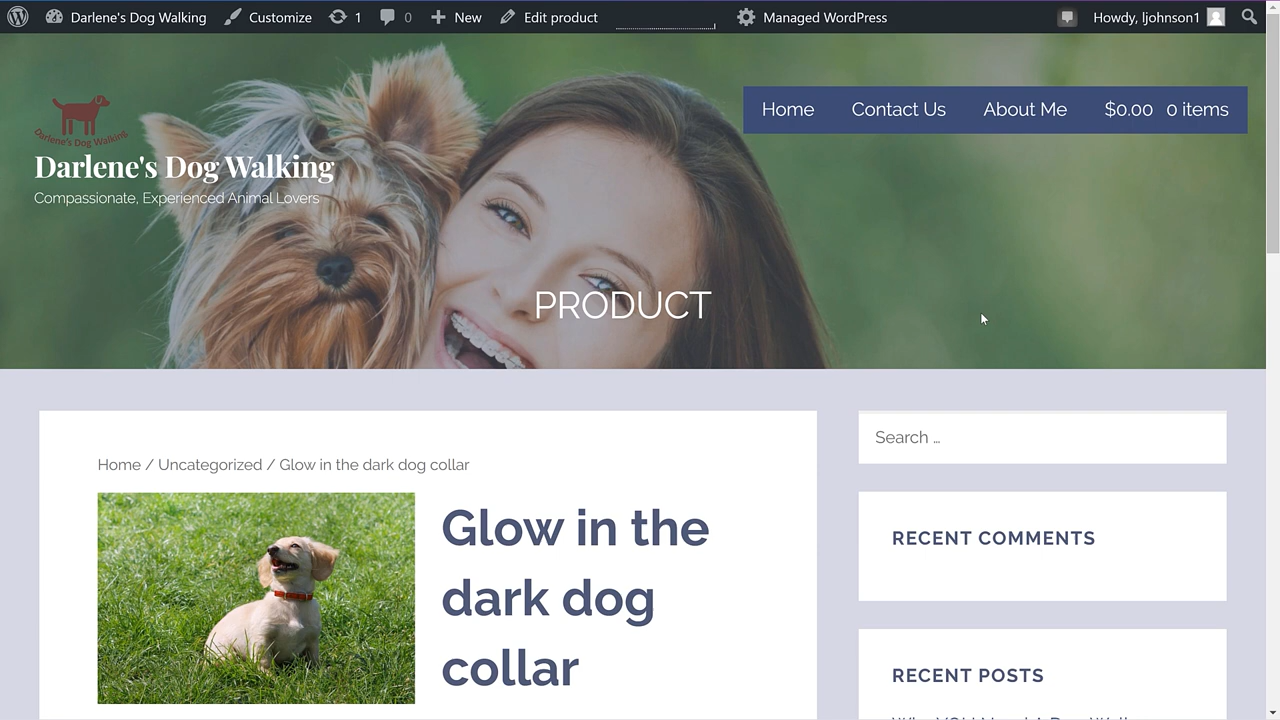 Darlene's Dog Walking Customize 1 0 New Edit product Managed WordPress Howdy, ljohnson1
Home Contact Us About Me $0.00 0 items
Darlene's Dog Walking
Darlene's Dog Walking
Compassionate, Experienced Animal Lovers
PRODUCT
Home / Uncategorized / Glow in the dark dog collar
Glow in the
dark dog
collar
Search …
RECENT COMMENTS
RECENT POSTS